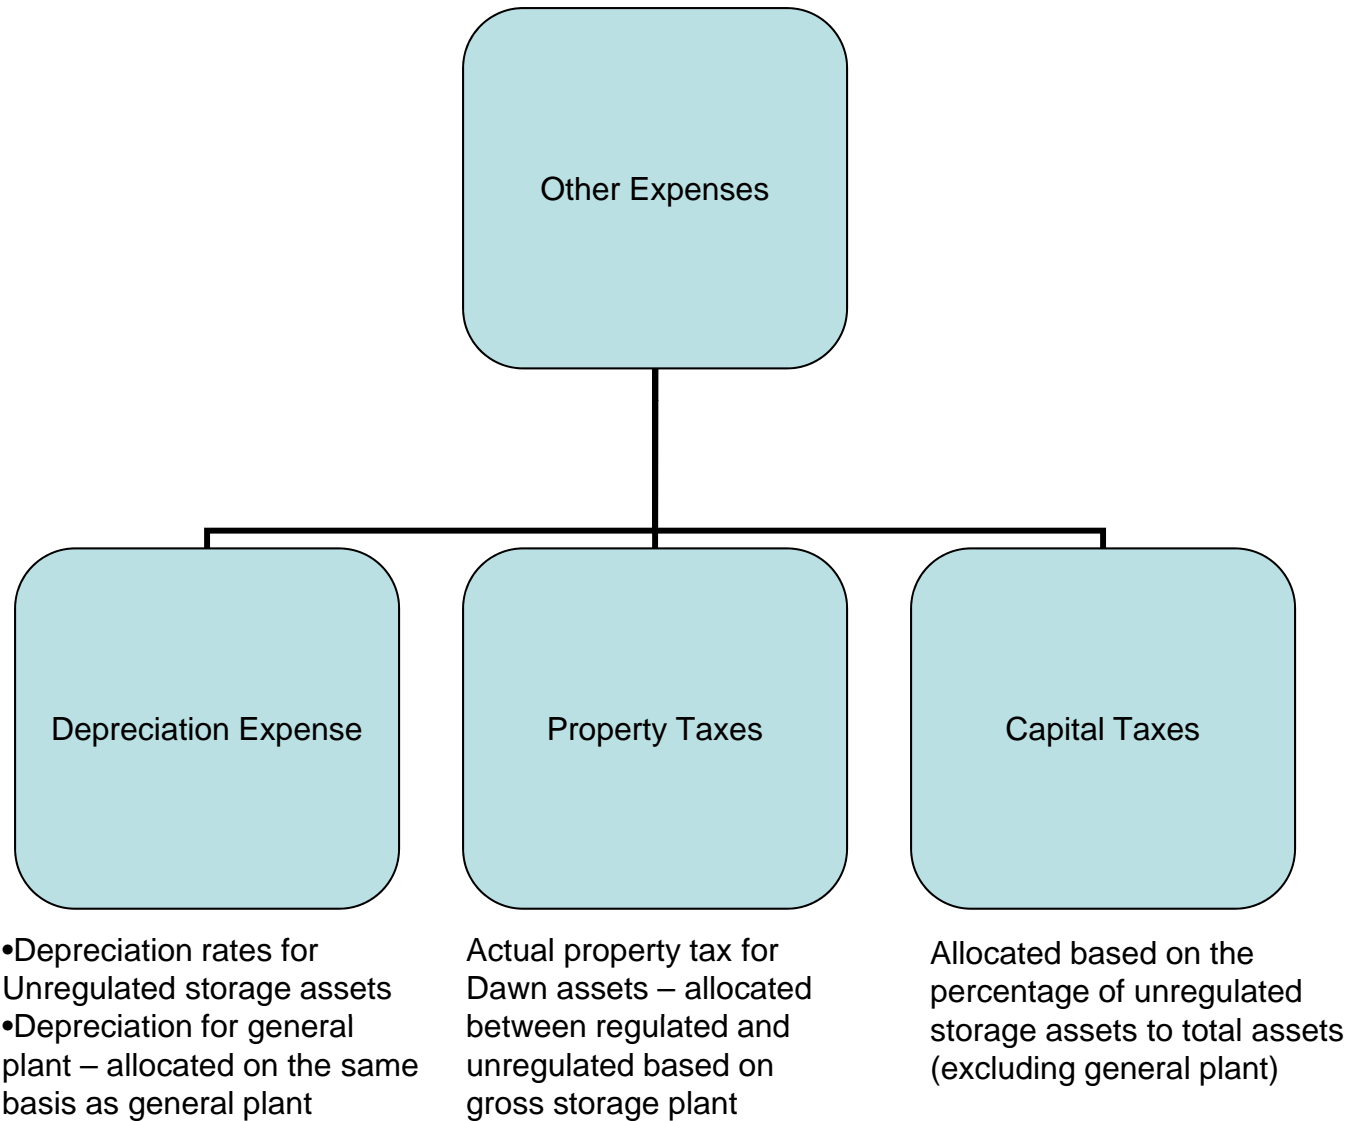 Other Expenses
Depreciation Expense
Property Taxes
Capital Taxes
•Depreciation rates for
Unregulated storage assets
•Depreciation for general
plant – allocated on the same
basis as general plant
Actual property tax for
Dawn assets – allocated
between regulated and
unregulated based on
gross storage plant
Allocated based on the
percentage of unregulated
storage assets to total assets
(excluding general plant)